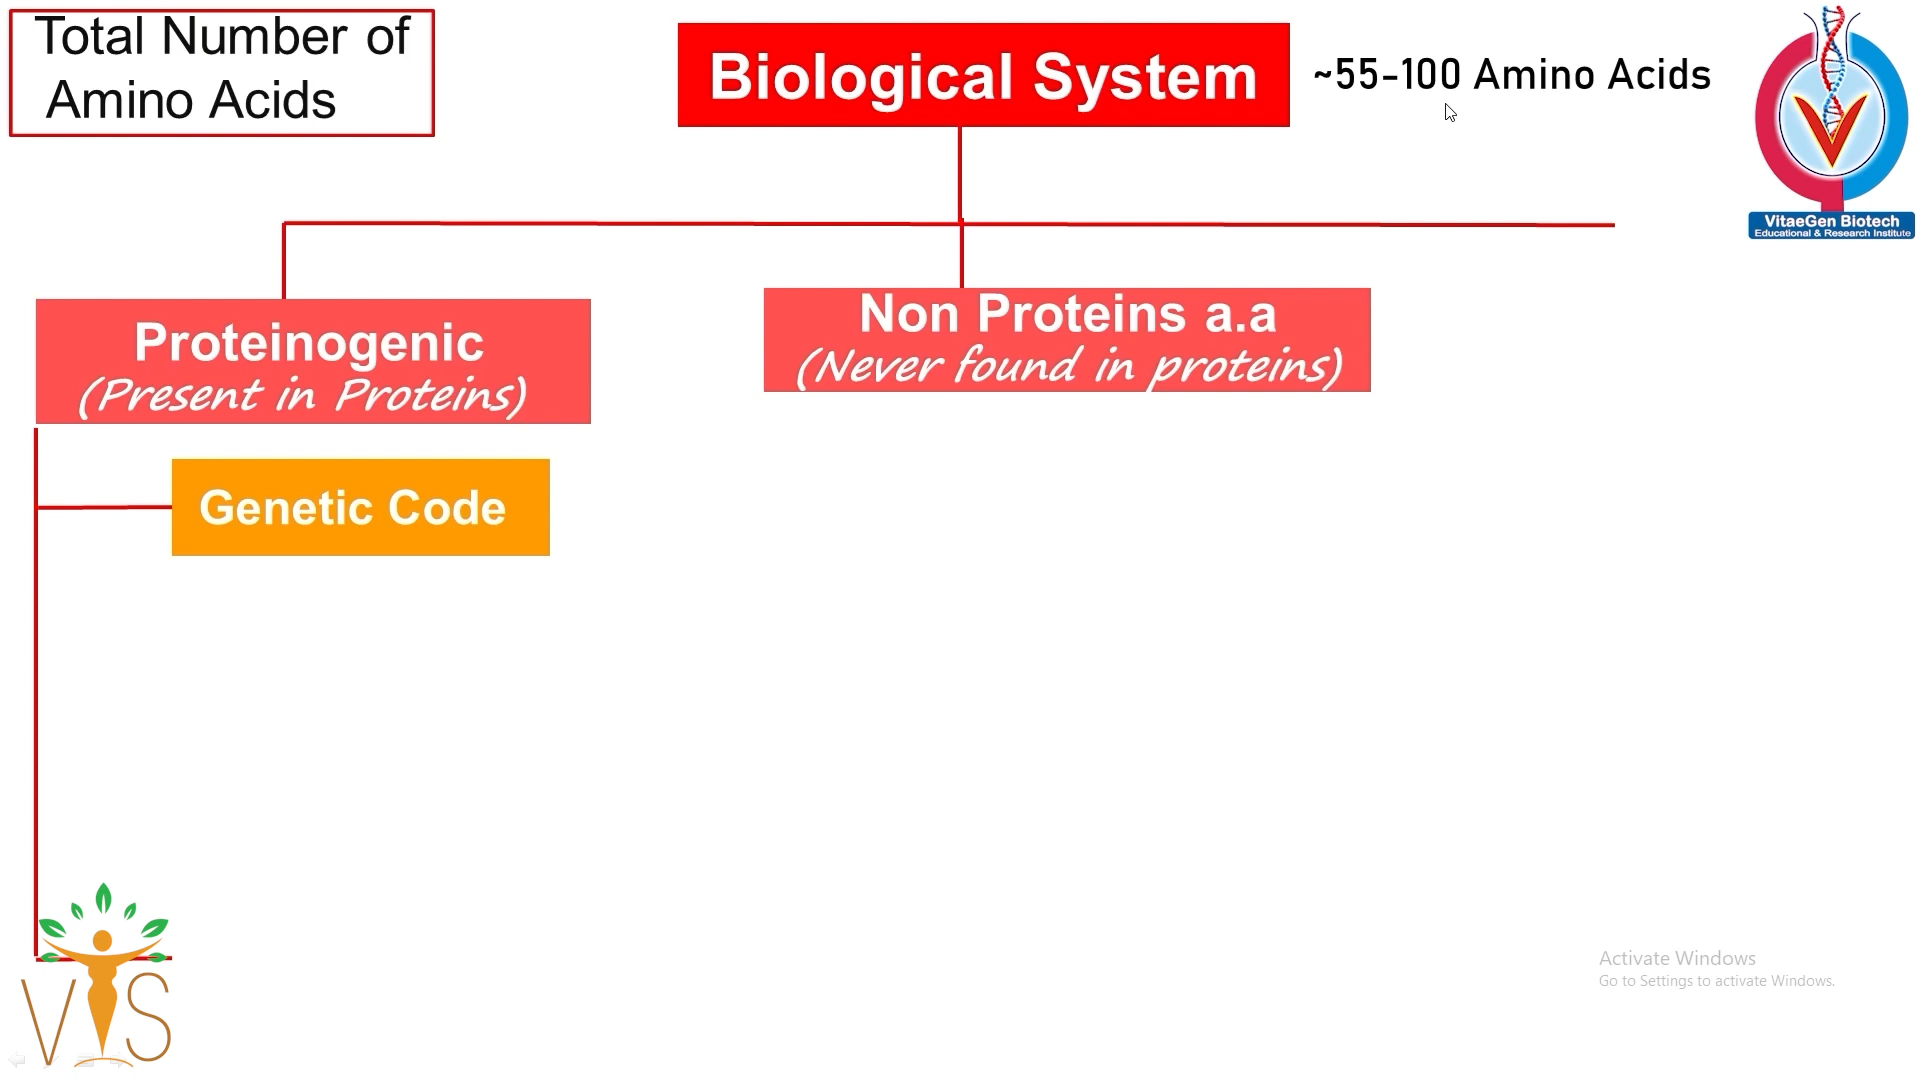 Total Number of
Amino Acids
Biological System
~55-100 Amino Acids
VitaeGen Biotech
Educational & Research Institute
Proteinogenic
(Present in Proteins)
Non Proteins a.a
(Never found in proteins)
Genetic Code
Activate Windows
Go to Settings to activate Windows.
V S